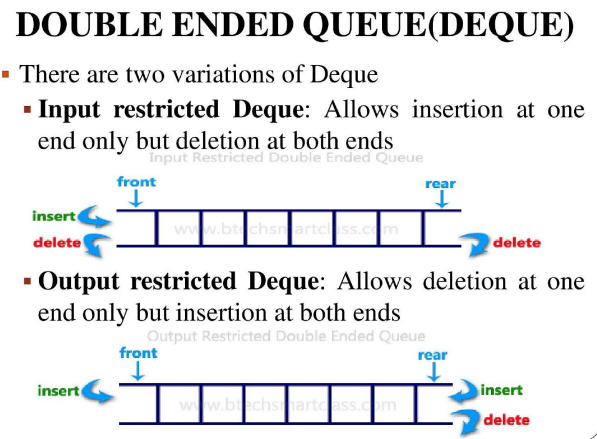 DOUBLE ENDED QUEUE(DEQUE)
There are two variations of Deque
Input restricted Deque: Allows insertion at one
end only but deletion at both ends
Input Restricted Double Ended Queue
front
rear
insert
www.btechsmartclass.com
delete
delete
Output restricted Deque: Allows deletion at one
end only but insertion at both ends
Output Restricted Double Ended Queue
front
rear
insert
insert
www.btechsmartclass.com
delete